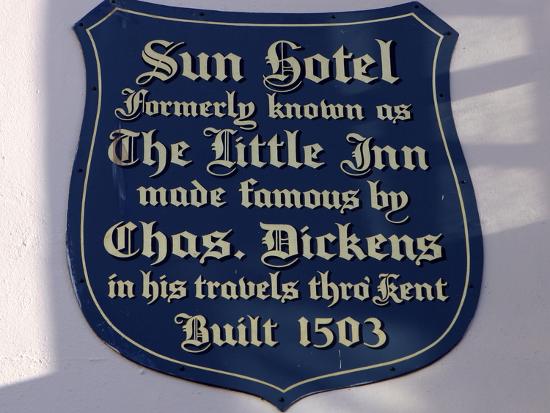 Sun Hotel
Formerly known as
The Little Inn
made famous by
Chas. Dickens
in his travels thro' Kent
Built 1503